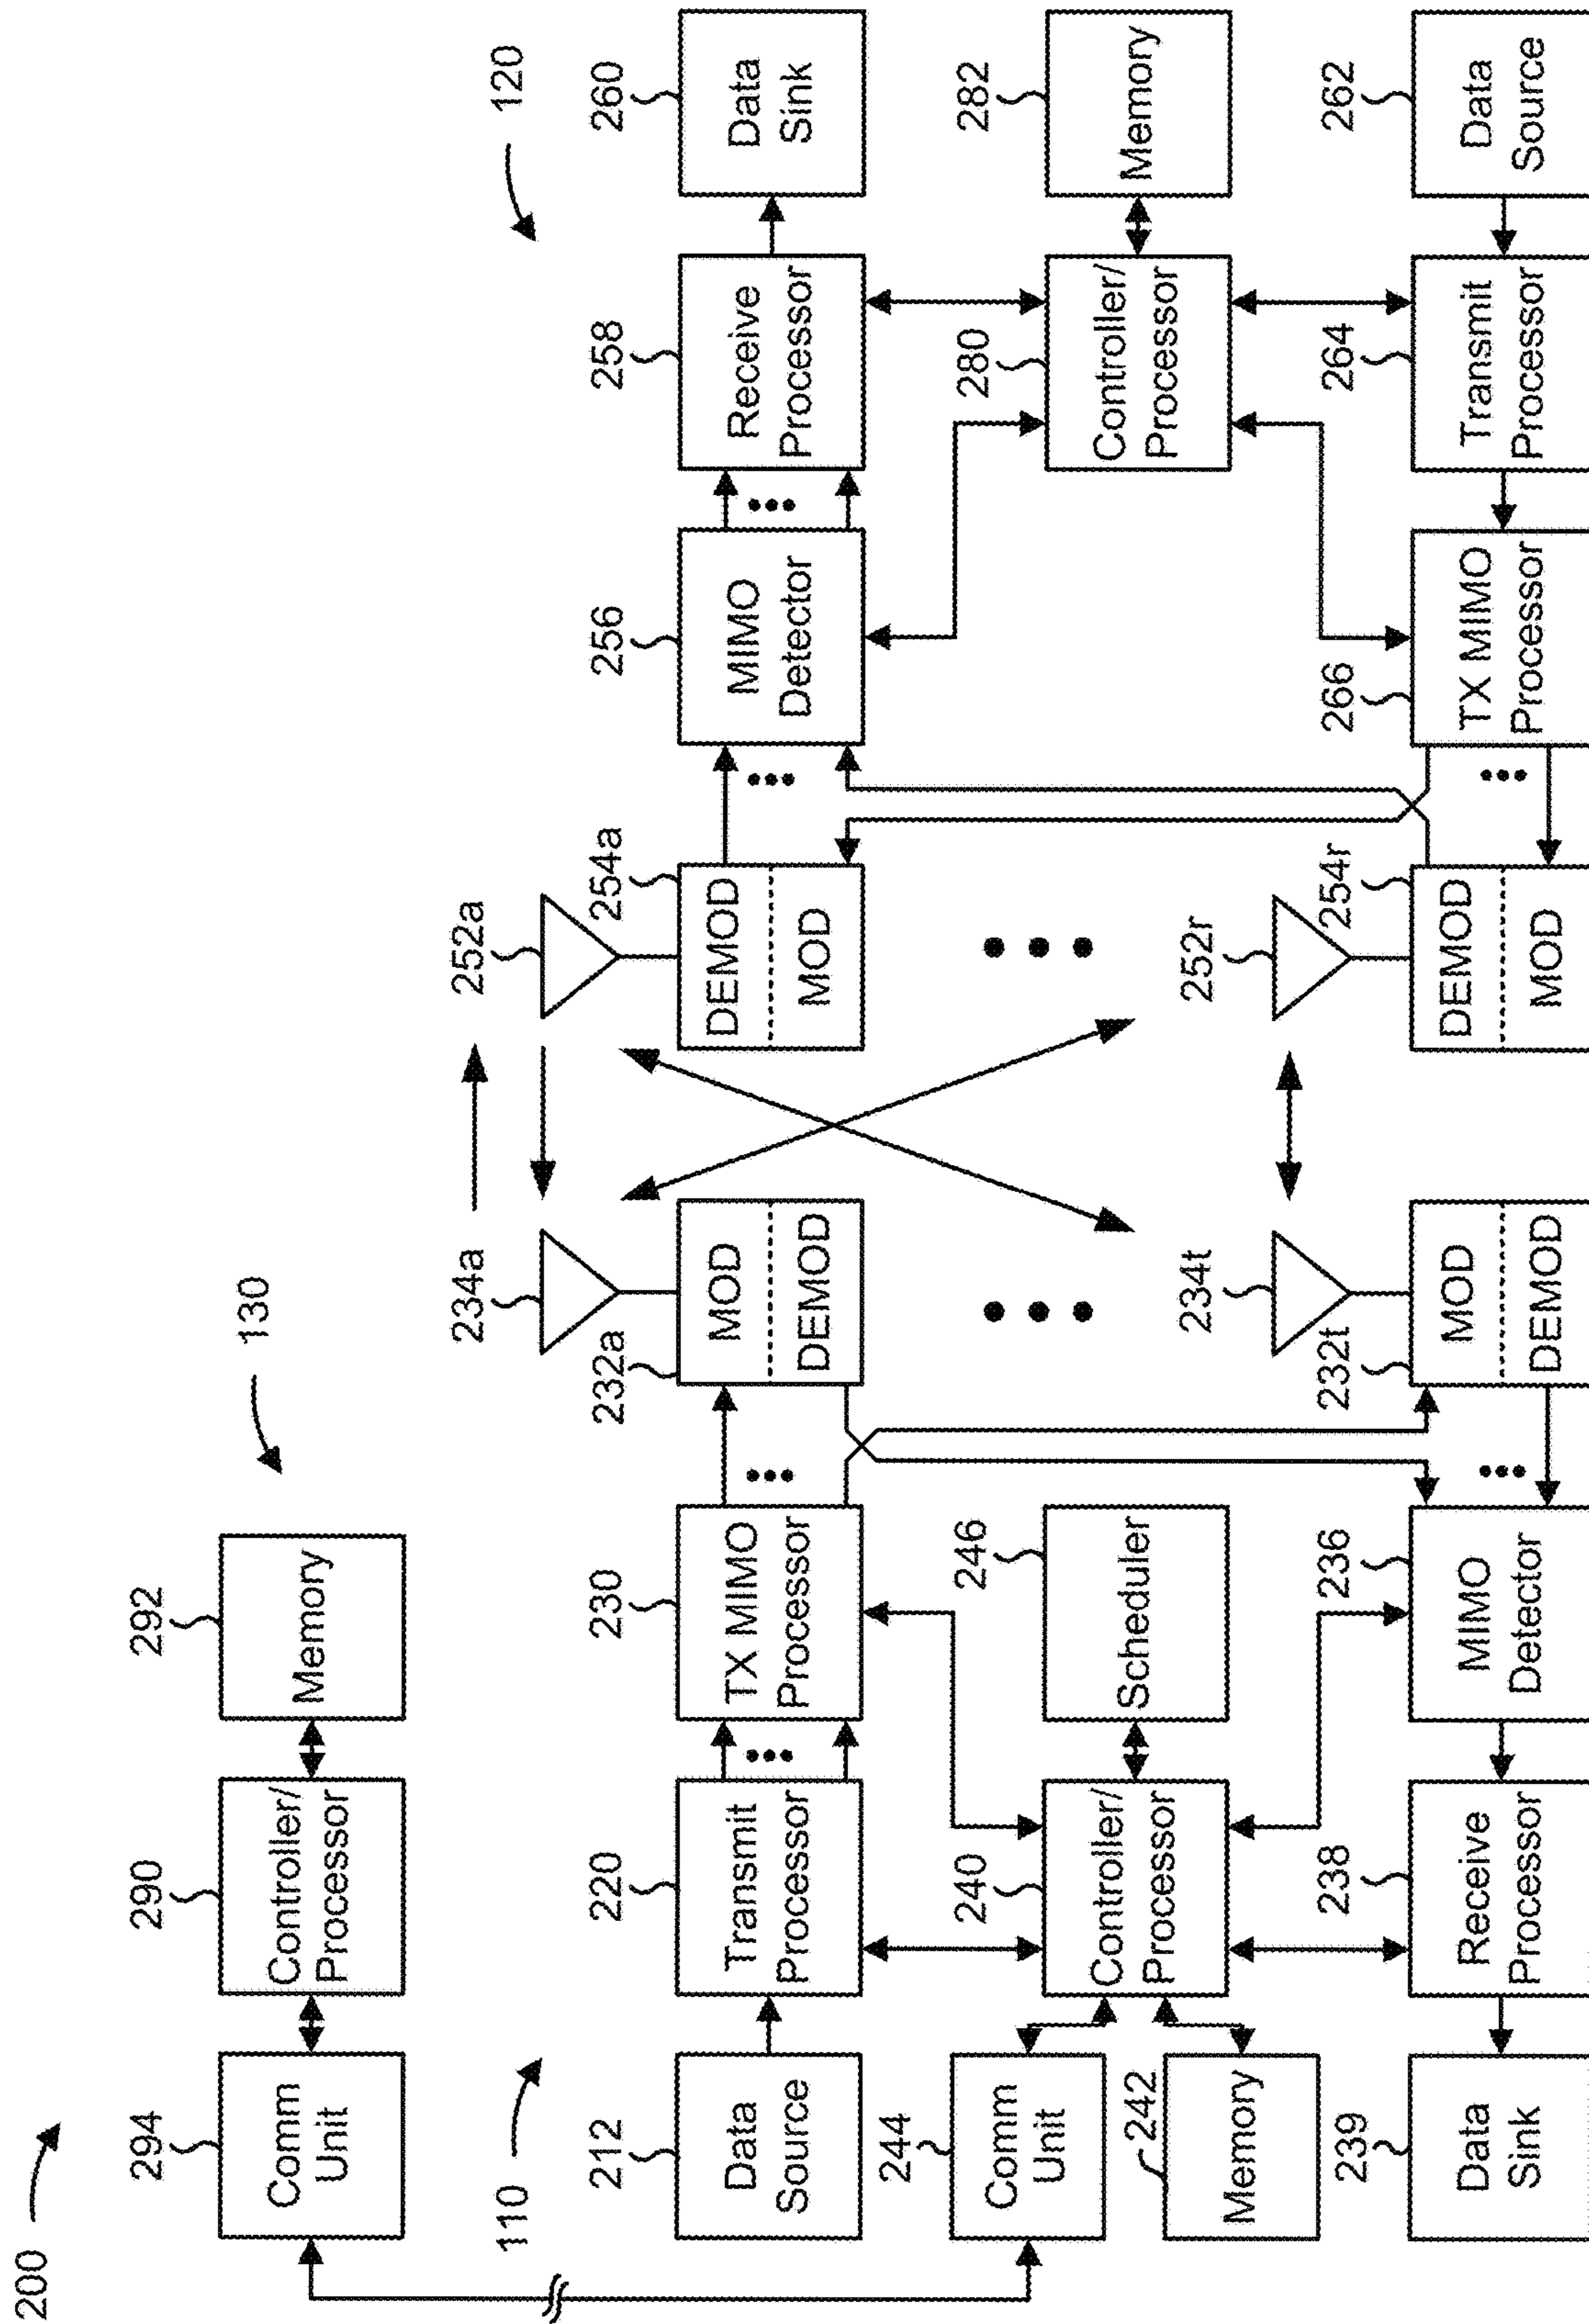 200
130
294
290
292
Comm
Unit
Controller/
Processor
Memory
110
120
234a
252a
212
220
230
232a
254a
256
258
260
Data
Source
Transmit
Processor
TX MIMO
Processor
MOD
DEMOD
DEMOD
MOD
MIMO
Detector
Receive
Processor
Data
Sink
244
240
246
280
282
Comm
Unit
Controller/
Processor
Scheduler
Controller/
Processor
Memory
242
Memory
234t
252r
239
238
236
232t
254r
266
264
262
Data
Sink
Receive
Processor
MIMO
Detector
MOD
DEMOD
DEMOD
MOD
TX MIMO
Processor
Transmit
Processor
Data
Source